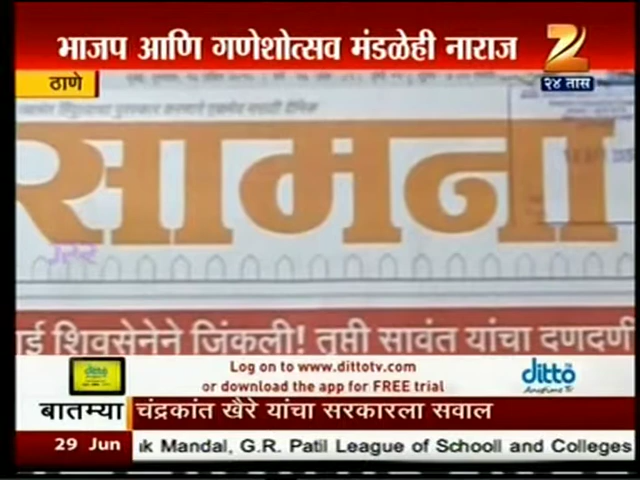 भाजप आणि गणेशोत्सव मंडळेही नाराज
ठाणे
२४ तास
सामना
शिवसेनेने जिंकली! तृप्ती सावंत यांचा दणदणी
Log on to www.dittotv.com
or download the app for FREE trial
ditto
बातम्या चंद्रकांत खैरे यांचा सरकारला सवाल
29 Jun ik Mandal, G.R. Patil League of Schooll and Colleges